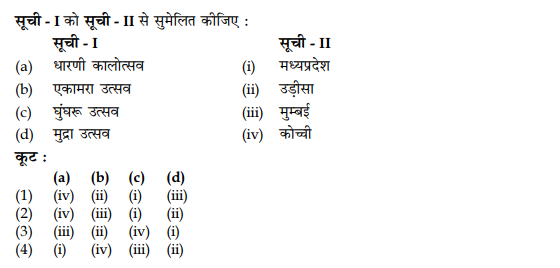 सूची - I को सूची - II से सुमेलित कीजिए :
सूची - I सूची - II
(a) धारणी कालोत्सव (i) मध्यप्रदेश
(b) एकामरा उत्सव (ii) उड़ीसा
(c) घुंघरू उत्सव (iii) मुम्बई
(d) मुद्रा उत्सव (iv) कोच्ची
कूट :
(a) (b) (c) (d)
(1) (iv) (ii) (i) (iii)
(2) (iv) (iii) (i) (ii)
(3) (iii) (ii) (iv) (i)
(4) (i) (iv) (iii) (ii)